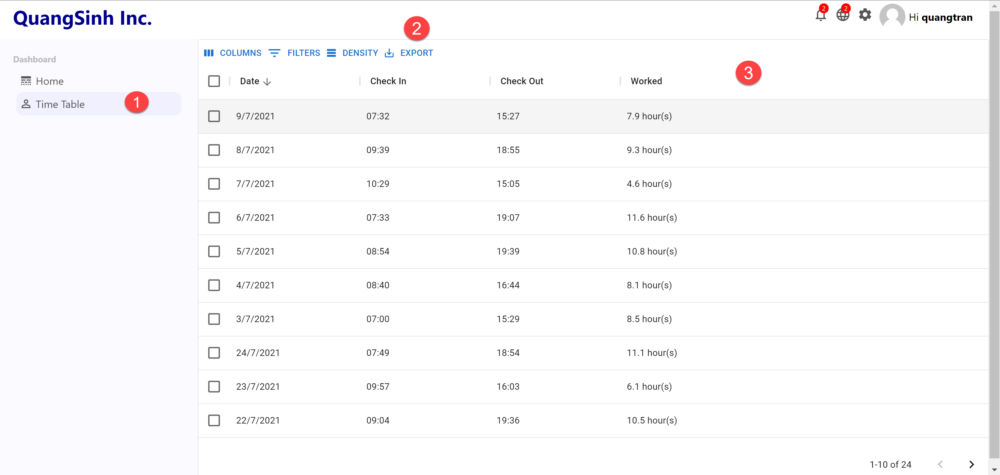 QuangSinh Inc.
2
2
Hi quangtran
2
Dashboard
Home
Time Table
1
COLUMNS FILTERS DENSITY EXPORT
3
Date Check In Check Out Worked
9/7/2021 07:32 15:27 7.9 hour(s)
8/7/2021 09:39 18:55 9.3 hour(s)
7/7/2021 10:29 15:05 4.6 hour(s)
6/7/2021 07:33 19:07 11.6 hour(s)
5/7/2021 08:54 19:39 10.8 hour(s)
4/7/2021 08:40 16:44 8.1 hour(s)
3/7/2021 07:00 15:29 8.5 hour(s)
24/7/2021 07:49 18:54 11.1 hour(s)
23/7/2021 09:57 16:03 6.1 hour(s)
22/7/2021 09:04 19:36 10.5 hour(s)
1-10 of 24